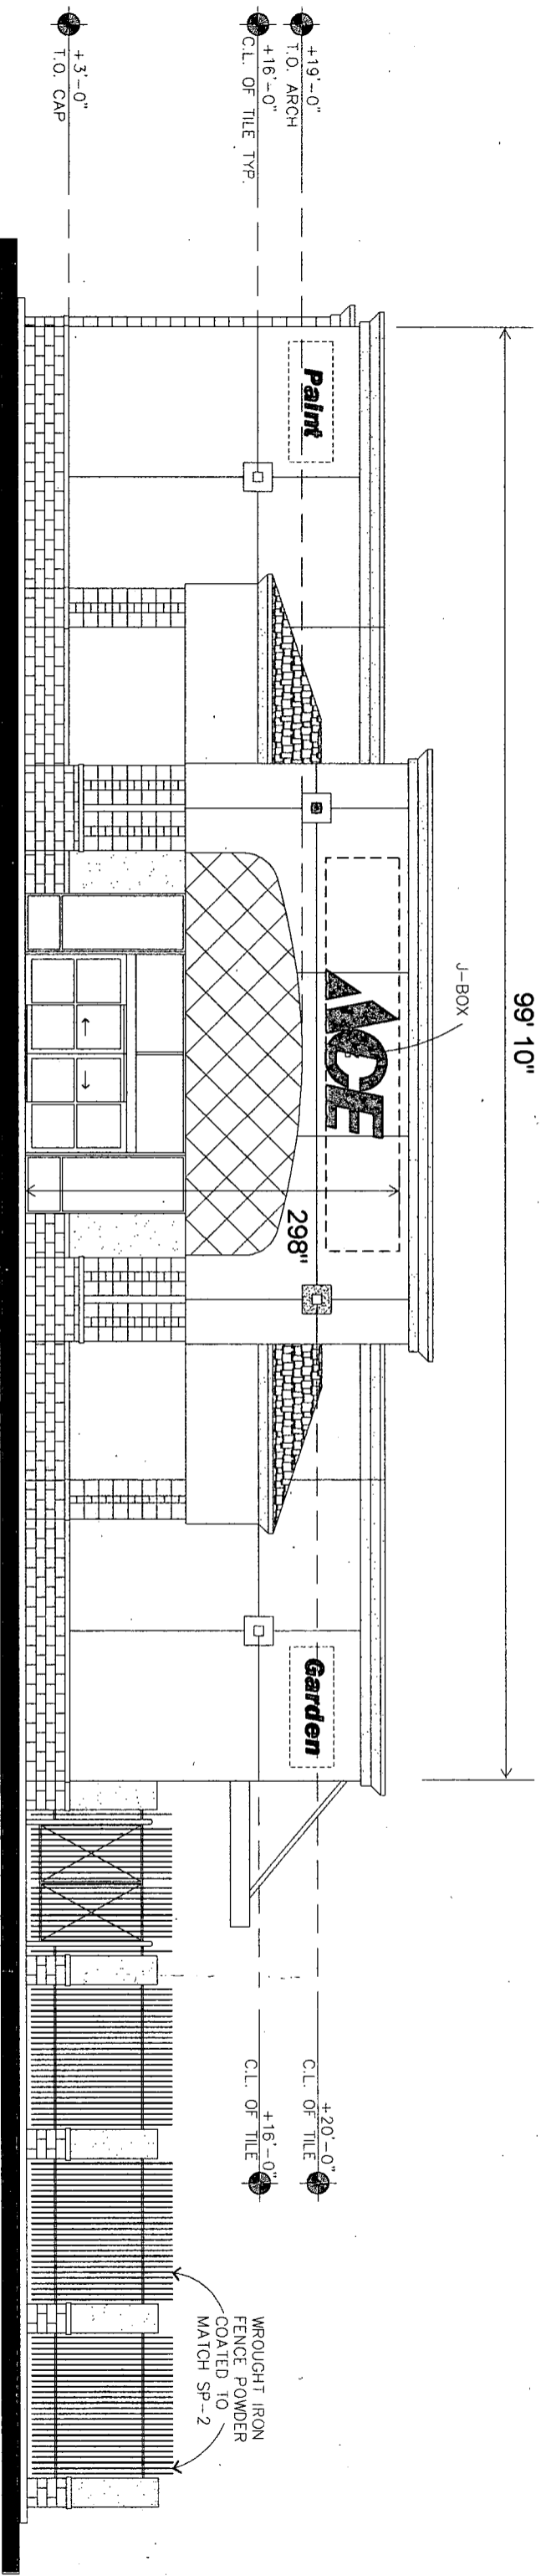 99' 10"
J-BOX
+19'-0"
T.O. ARCH
+16'-0"
C.L. OF TILE TYP.
+3'-0"
T.O. CAP
Paint
ACE
298"
Garden
+20'-0"
C.L. OF TILE
+16'-0"
C.L. OF TILE
WROUGHT IRON
FENCE POWDER
COATED TO
MATCH SP-2